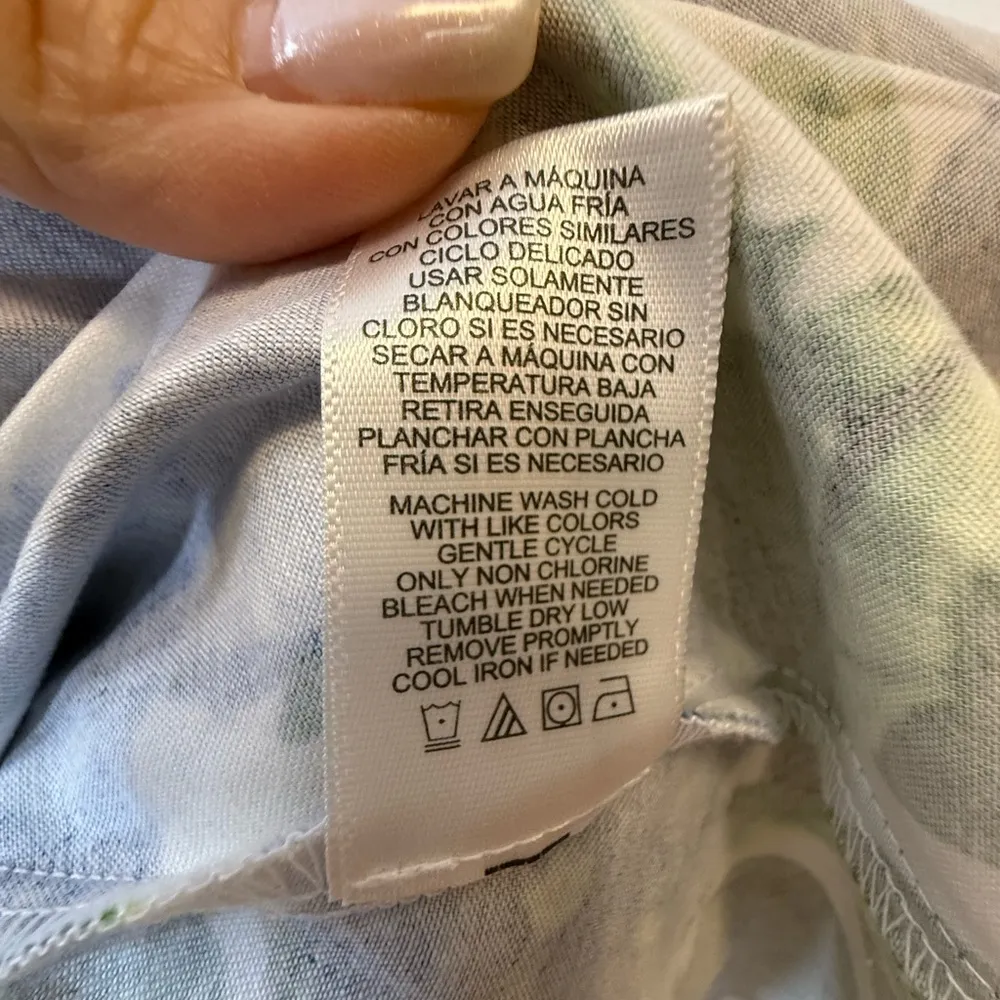 LAVAR A MÁQUINA
CON AGUA FRÍA
CON COLORES SIMILARES
CICLO DELICADO
USAR SOLAMENTE
BLANQUEADOR SIN
CLORO SI ES NECESARIO
SECAR A MÁQUINA CON
TEMPERATURA BAJA
RETIRA ENSEGUIDA
PLANCHAR CON PLANCHA
FRÍA SI ES NECESARIO
MACHINE WASH COLD
WITH LIKE COLORS
GENTLE CYCLE
ONLY NON CHLORINE
BLEACH WHEN NEEDED
TUMBLE DRY LOW
REMOVE PROMPTLY
COOL IRON IF NEEDED